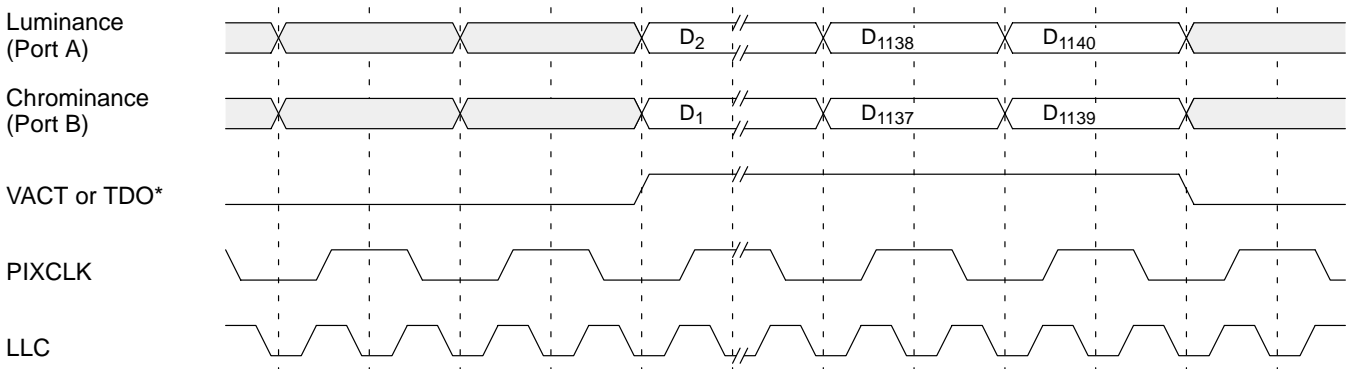 Luminance
(Port A)
D2 D1138 D1140
Chrominance
(Port B)
D1 D1137 D1139
VACT or TDO*
PIXCLK
LLC